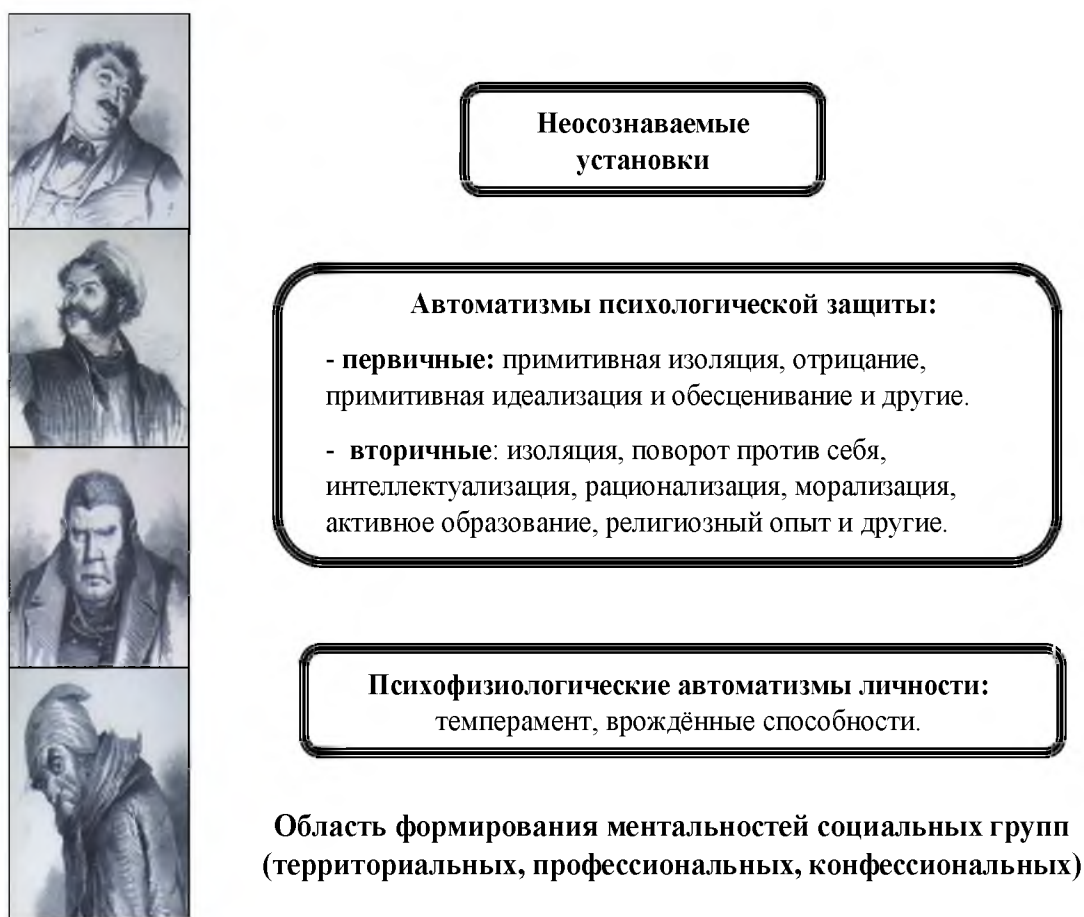 Неосознаваемые
установки
Автоматизмы психологической защиты:
- первичные: примитивная изоляция, отрицание,
примитивная идеализация и обесценивание и другие.
- вторичные: изоляция, поворот против себя,
интеллектуализация, рационализация, морализация,
активное образование, религиозный опыт и другие.
Психофизиологические автоматизмы личности:
темперамент, врождённые способности.
Область формирования ментальностей социальных групп
(территориальных, профессиональных, конфессиональных)